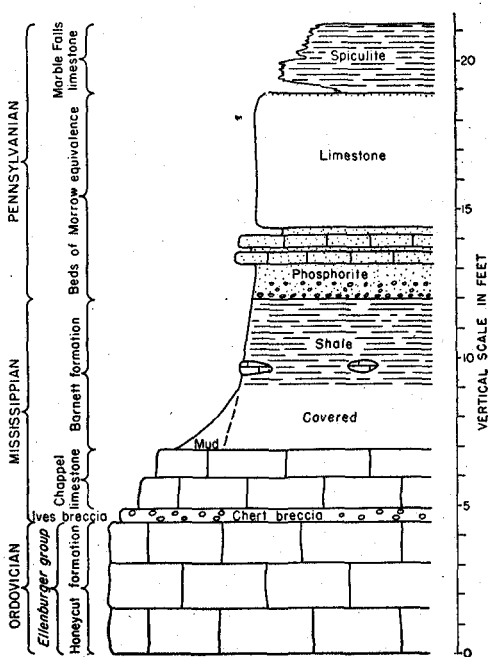 PENNSYLVANIAN
MISSISSIPPIAN
ORDOVICIAN
Ellenburger group
Marble Falls
limestone
Beds of Morrow equivalence
Barnett formation
Chappel
limestone
Ives breccia
Honeycut formation
Spiculite
Limestone
Phosphorite
Shale
Covered
Mud
Chert breccia
20
15
10
5
0
VERTICAL SCALE IN FEET